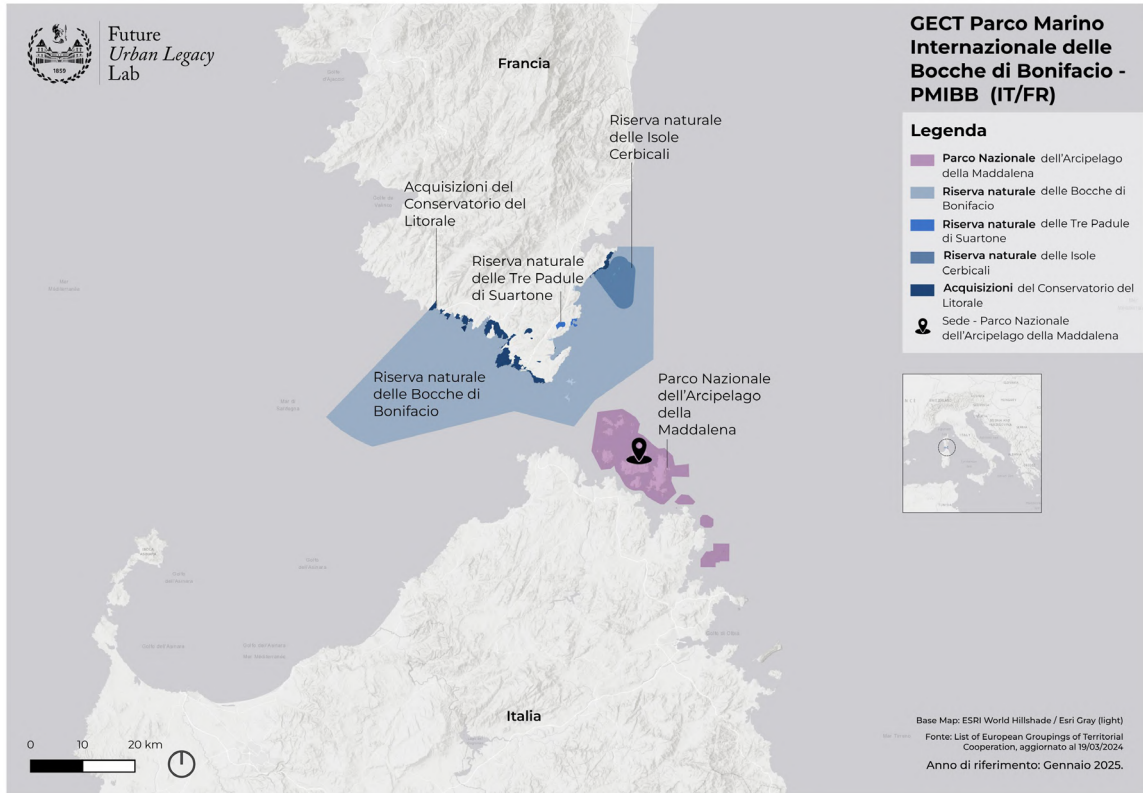 Future
Urban Legacy
Lab
1859
GECT Parco Marino
Internazionale delle
Bocche di Bonifacio -
PMIBB (IT/FR)
Legenda
Parco Nazionale dell'Arcipelago
della Maddalena
Riserva naturale delle Bocche di
Bonifacio
Riserva naturale delle Tre Padule
di Suartone
Riserva naturale delle Isole
Cerbicali
Acquisizioni del Conservatorio del
Litorale
Sede - Parco Nazionale
dell'Arcipelago della Maddalena
Francia
Riserva naturale
delle Isole
Cerbicali
Acquisizioni del
Conservatorio del
Litorale
Riserva naturale
delle Tre Padule
di Suartone
Riserva naturale
delle Bocche di
Bonifacio
Parco Nazionale
dell'Arcipelago
della
Maddalena
Italia
0 10 20 km
Base Map: ESRI World Hillshade / Esri Gray (light)
Fonte: List of European Groupings of Territorial
Cooperation, aggiornato al 19/03/2024
Anno di riferimento: Gennaio 2025.